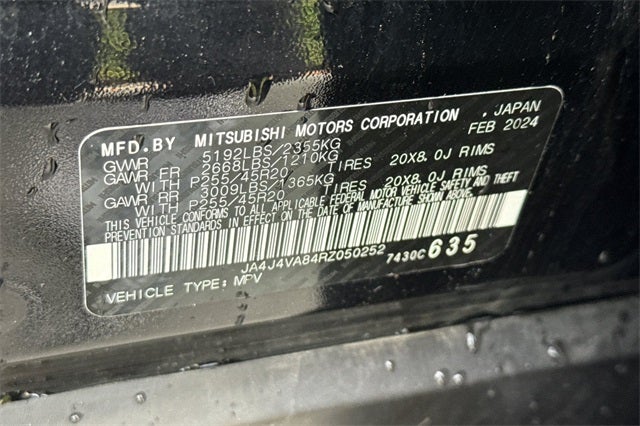 MFD.BY MITSUBISHI MOTORS CORPORATION , JAPAN
GVWR 5192LBS/2355KG FEB 2024
GAWR FR 2668LBS/1210KG
WITH P255/45R20 TIRES 20X8.0J RIMS
GAWR RR 3009LBS/1365KG
WITH P255/45R20 TIRES 20X8.0J RIMS
THIS VEHICLE CONFORMS TO ALL APPLICABLE FEDERAL MOTOR VEHICLE SAFETY AND THEFT
PREVENTION STANDARDS IN EFFECT ON THE DATE OF MANUFACTURE SHOWN ABOVE.
JA4J4VA84RZ050252 7430C635
VEHICLE TYPE: MPV